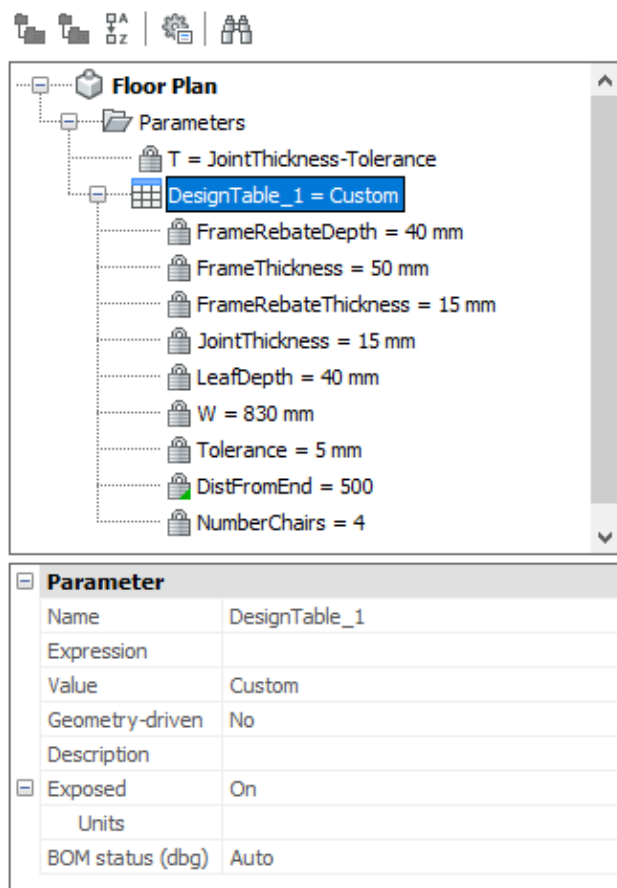 Floor Plan
Parameters
T = JointThickness-Tolerance
DesignTable_1 = Custom
FrameRebateDepth = 40 mm
FrameThickness = 50 mm
FrameRebateThickness = 15 mm
JointThickness = 15 mm
LeafDepth = 40 mm
W = 830 mm
Tolerance = 5 mm
DistFromEnd = 500
NumberChairs = 4
Parameter
Name DesignTable_1
Expression
Value Custom
Geometry-driven No
Description
Exposed On
Units
BOM status (dbg) Auto